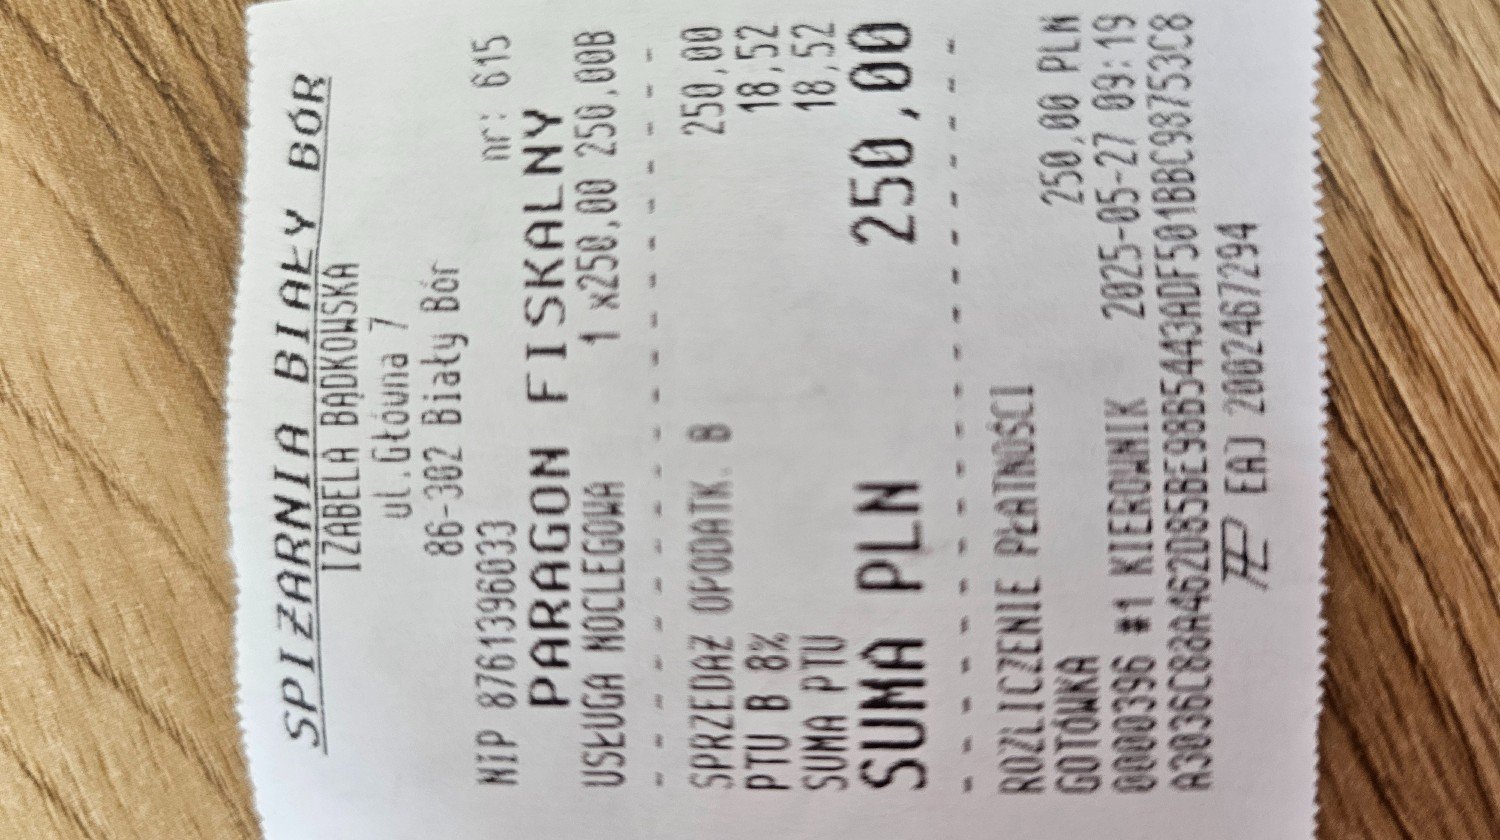 SPIŻARNIA BIAŁY BÓR
IZABELA BĄDKOWSKA
ul.Główna 7
86-302 Biały Bór
NIP 8761396033 nr: 615
PARAGON FISKALNY
USŁUGA NOCLEGOWA 1 x250,00 250,00B
SPRZEDAŻ OPODATK. B 250,00
PTU B 8% 18,52
SUMA PTU 18,52
SUMA PLN 250,00
ROZLICZENIE PŁATNOŚCI
GOTÓWKA 250,00 PLN
0000396 #1 KIEROWNIK 2025-05-27 09:19
A3036C88AA462D85BE98B5443ADF501BBC98753C8
EAJ 2002467294